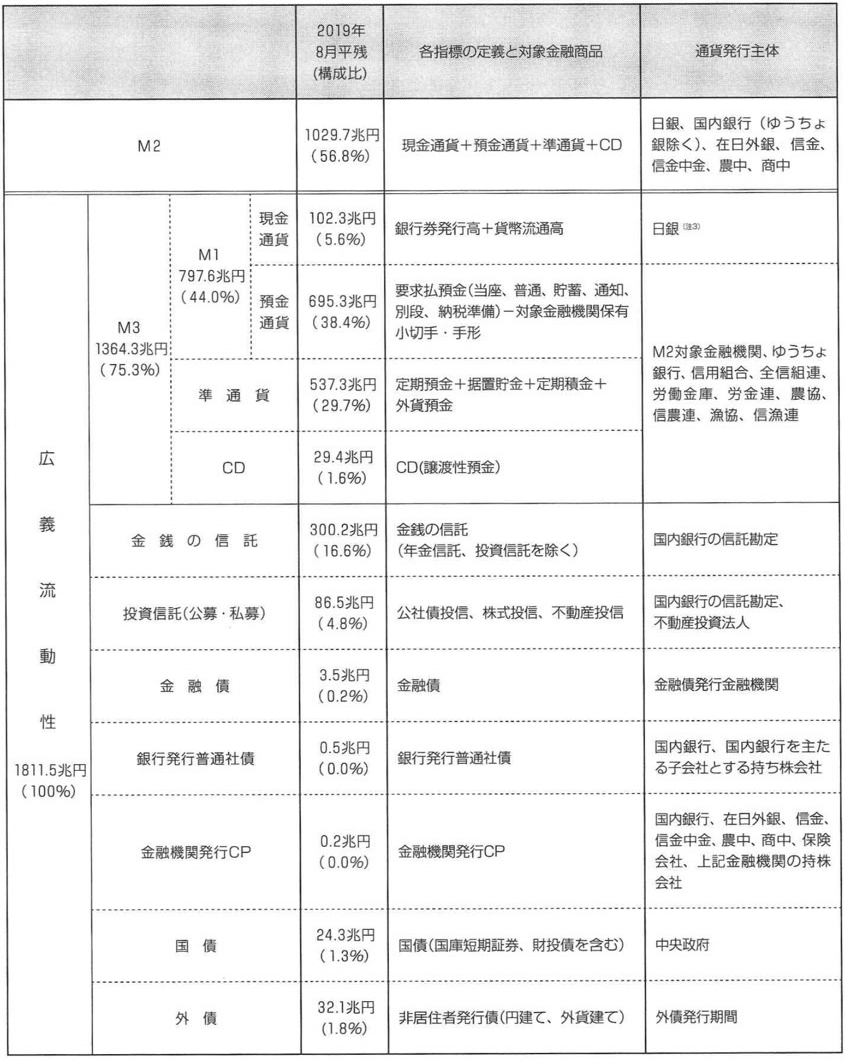 2019年
8月平残
(構成比)
各指標の定義と対象金融商品
通貨発行主体
M2
1029.7兆円
(56.8%)
現金通貨＋預金通貨＋準通貨＋CD
日銀、国内銀行（ゆうちょ
銀除く）、在日外銀、信金、
信金中金、農中、商中
広義流動性
1811.5兆円
(100%)
M3
1364.3兆円
(75.3%)
M1
797.6兆円
(44.0%)
現金
通貨
102.3兆円
(5.6%)
銀行券発行高＋貨幣流通高
日銀(注3)
預金
通貨
695.3兆円
(38.4%)
要求払預金(当座、普通、貯蓄、通知、
別段、納税準備)－対象金融機関保有
小切手・手形
M2対象金融機関、ゆうちょ
銀行、信用組合、全信組連、
労働金庫、労金連、農協、
信農連、漁協、信漁連
準通貨
537.3兆円
(29.7%)
定期預金＋据置貯金＋定期積金＋
外貨預金
CD
29.4兆円
(1.6%)
CD(譲渡性預金)
金銭の信託
300.2兆円
(16.6%)
金銭の信託
(年金信託、投資信託を除く)
国内銀行の信託勘定
投資信託(公募・私募)
86.5兆円
(4.8%)
公社債投信、株式投信、不動産投信
国内銀行の信託勘定、
不動産投資法人
金融債
3.5兆円
(0.2%)
金融債
金融債発行金融機関
銀行発行普通社債
0.5兆円
(0.0%)
銀行発行普通社債
国内銀行、国内銀行を主た
る子会社とする持ち株会社
金融機関発行CP
0.2兆円
(0.0%)
金融機関発行CP
国内銀行、在日外銀、信金、
信金中金、農中、商中、保険
会社、上記金融機関の持株
会社
国債
24.3兆円
(1.3%)
国債(国庫短期証券、財投債を含む)
中央政府
外債
32.1兆円
(1.8%)
非居住者発行債(円建て、外貨建て)
外債発行期間